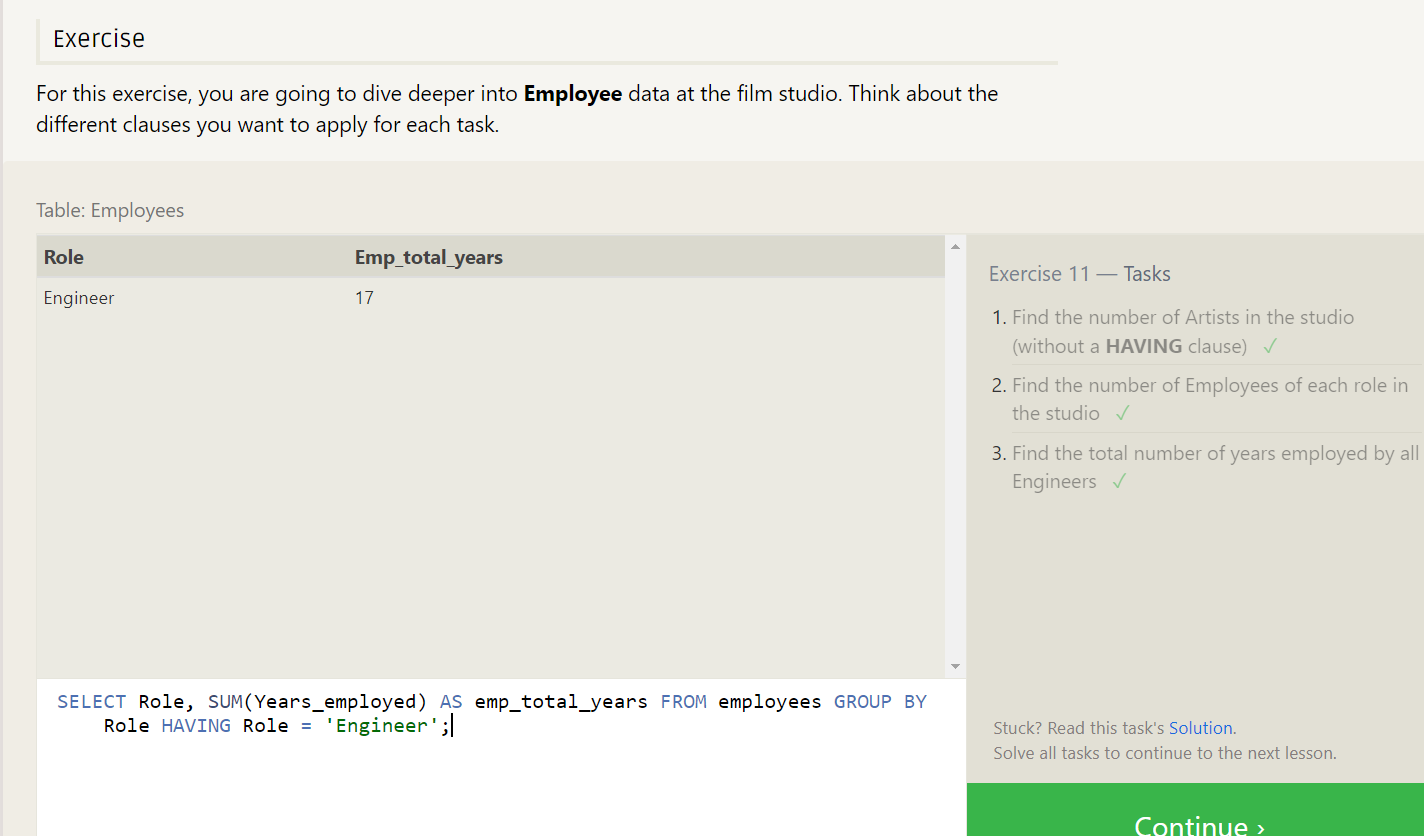 Exercise
For this exercise, you are going to dive deeper into Employee data at the film studio. Think about the
different clauses you want to apply for each task.
Table: Employees
Role Emp_total_years
Engineer 17
Exercise 11 — Tasks
1. Find the number of Artists in the studio
(without a HAVING clause) ✓
2. Find the number of Employees of each role in
the studio ✓
3. Find the total number of years employed by all
Engineers ✓
SELECT Role, SUM(Years_employed) AS emp_total_years FROM employees GROUP BY
Role HAVING Role = 'Engineer';
Stuck? Read this task's Solution.
Solve all tasks to continue to the next lesson.
Continue ›